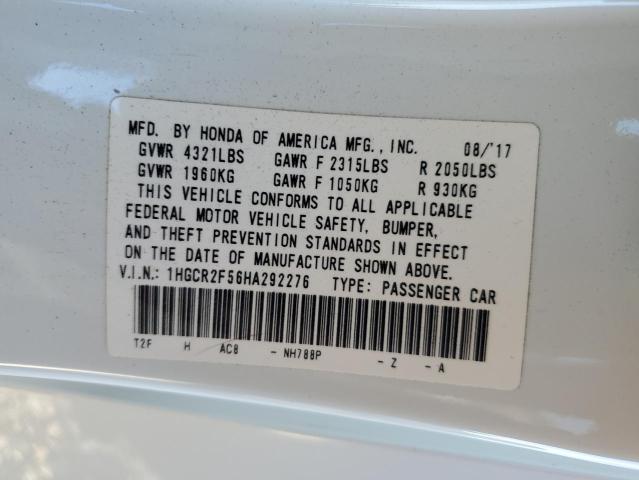 MFD. BY HONDA OF AMERICA MFG., INC. 08/'17
GVWR 4321LBS GAWR F 2315LBS R 2050LBS
GVWR 1960KG GAWR F 1050KG R 930KG
THIS VEHICLE CONFORMS TO ALL APPLICABLE
FEDERAL MOTOR VEHICLE SAFETY, BUMPER,
AND THEFT PREVENTION STANDARDS IN EFFECT
ON THE DATE OF MANUFACTURE SHOWN ABOVE.
V.I.N.: 1HGCR2F56HA292276 TYPE: PASSENGER CAR
T2F H AC8 - NH788P - Z - A